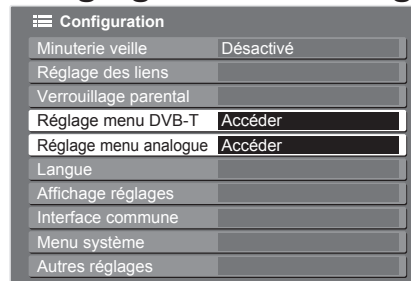 Configuration
Minuterie veille Désactivé
Réglage des liens
Verrouillage parental
Réglage menu DVB-T Accéder
Réglage menu analogue Accéder
Langue
Affichage réglages
Interface commune
Menu système
Autres réglages